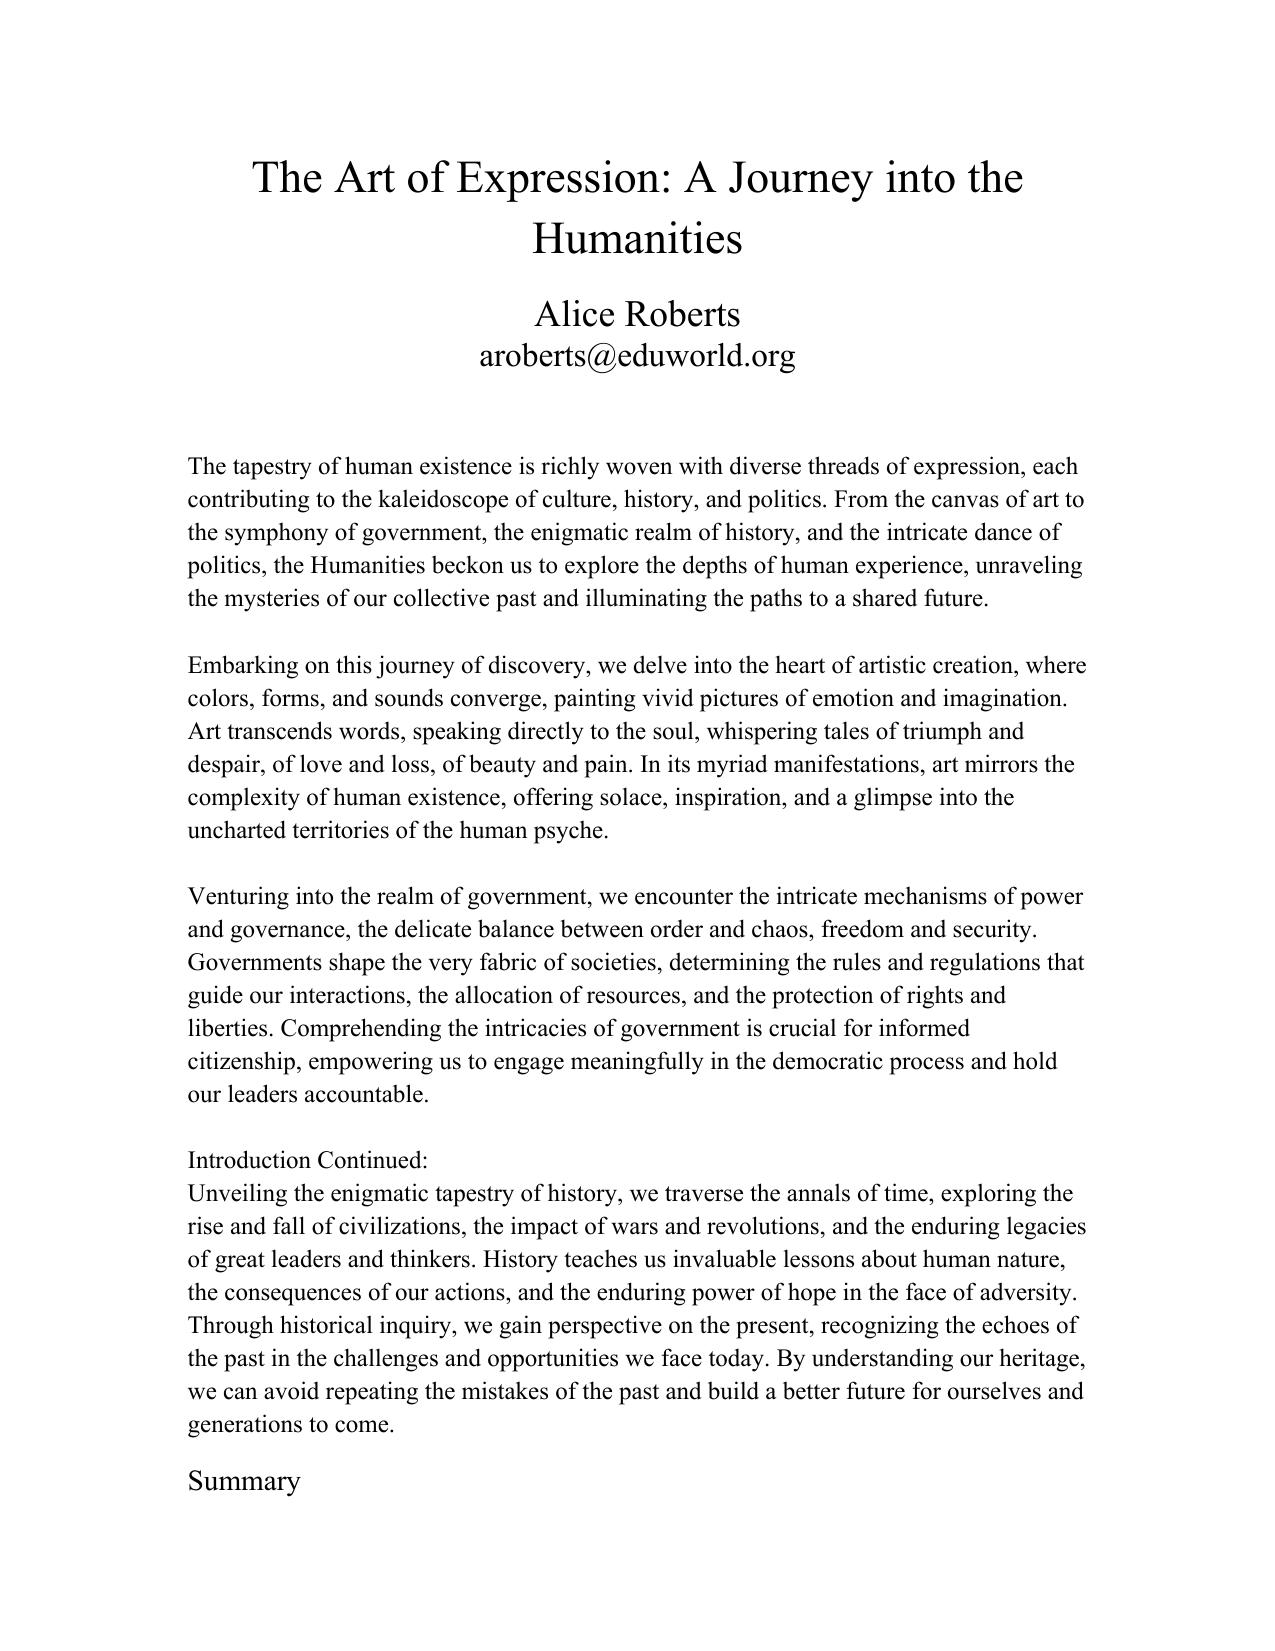 The Art of Expression: A Journey into the
Humanities
Alice Roberts
aroberts@eduworld.org
The tapestry of human existence is richly woven with diverse threads of expression, each
contributing to the kaleidoscope of culture, history, and politics. From the canvas of art to
the symphony of government, the enigmatic realm of history, and the intricate dance of
politics, the Humanities beckon us to explore the depths of human experience, unraveling
the mysteries of our collective past and illuminating the paths to a shared future.
Embarking on this journey of discovery, we delve into the heart of artistic creation, where
colors, forms, and sounds converge, painting vivid pictures of emotion and imagination.
Art transcends words, speaking directly to the soul, whispering tales of triumph and
despair, of love and loss, of beauty and pain. In its myriad manifestations, art mirrors the
complexity of human existence, offering solace, inspiration, and a glimpse into the
uncharted territories of the human psyche.
Venturing into the realm of government, we encounter the intricate mechanisms of power
and governance, the delicate balance between order and chaos, freedom and security.
Governments shape the very fabric of societies, determining the rules and regulations that
guide our interactions, the allocation of resources, and the protection of rights and
liberties. Comprehending the intricacies of government is crucial for informed
citizenship, empowering us to engage meaningfully in the democratic process and hold
our leaders accountable.
Introduction Continued:
Unveiling the enigmatic tapestry of history, we traverse the annals of time, exploring the
rise and fall of civilizations, the impact of wars and revolutions, and the enduring legacies
of great leaders and thinkers. History teaches us invaluable lessons about human nature,
the consequences of our actions, and the enduring power of hope in the face of adversity.
Through historical inquiry, we gain perspective on the present, recognizing the echoes of
the past in the challenges and opportunities we face today. By understanding our heritage,
we can avoid repeating the mistakes of the past and build a better future for ourselves and
generations to come.
Summary